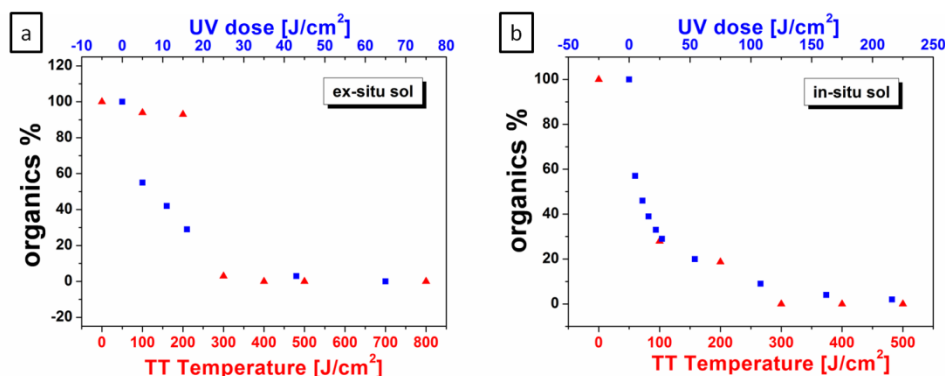 a
UV dose [J/cm2]
-10 0 10 20 30 40 50 60 70 80
120
100
80
60
40
20
0
-20
organics %
ex-situ sol
0 100 200 300 400 500 600 700 800
TT Temperature [J/cm2]
b
UV dose [J/cm2]
-50 0 50 100 150 200 250
100
80
60
40
20
0
organics %
in-situ sol
0 100 200 300 400 500
TT Temperature [J/cm2]